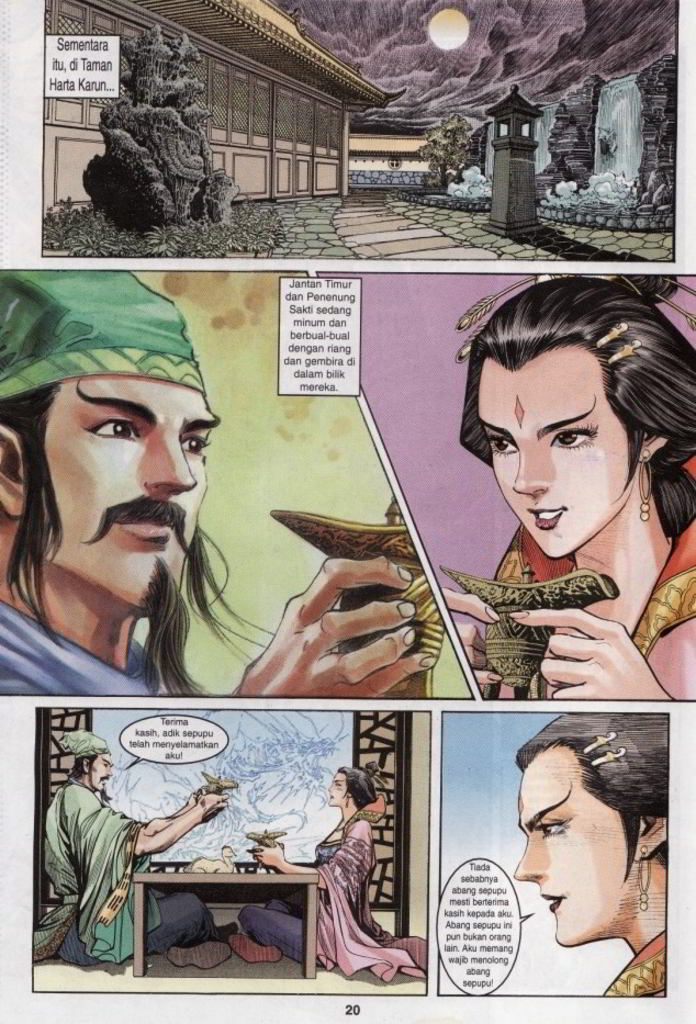 Sementara
itu, di Taman
Harta Karun...
Jantan Timur
dan Penenung
Sakti sedang
minum dan
berbual-bual
dengan riang
dan gembira di
dalam bilik
mereka.
Terima
kasih, adik sepupu
telah menyelamatkan
aku!
Tiada
sebabnya
abang sepupu
mesti berterima
kasih kepada aku.
Abang sepupu ini
pun bukan orang
lain. Aku memang
wajib menolong
abang
sepupu!
20